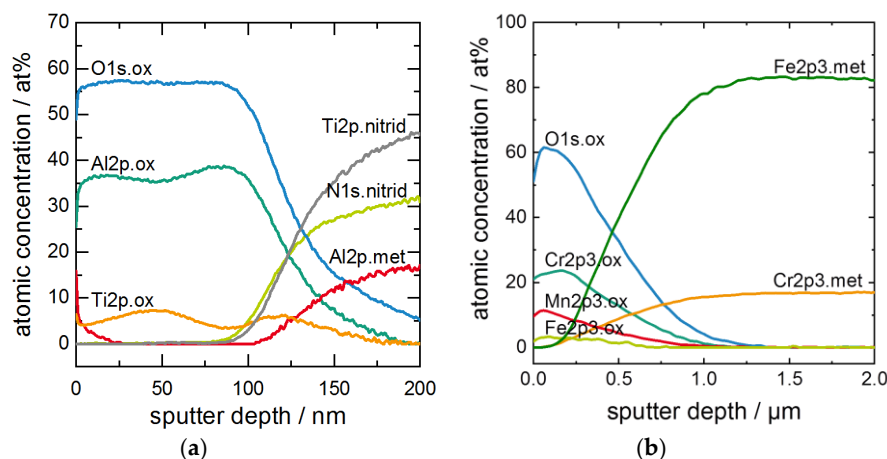 70
60
50
40
30
20
10
0
atomic concentration / at%
O1s.ox
Al2p.ox
Ti2p.ox
Ti2p.nitrid
N1s.nitrid
Al2p.met
0 50 100 150 200
sputter depth / nm
(a)
100
80
60
40
20
0
atomic concentration / at%
Fe2p3.met
O1s.ox
Cr2p3.ox
Mn2p3.ox
Fe2p3.ox
Cr2p3.met
0.0 0.5 1.0 1.5 2.0
sputter depth / µm
(b)